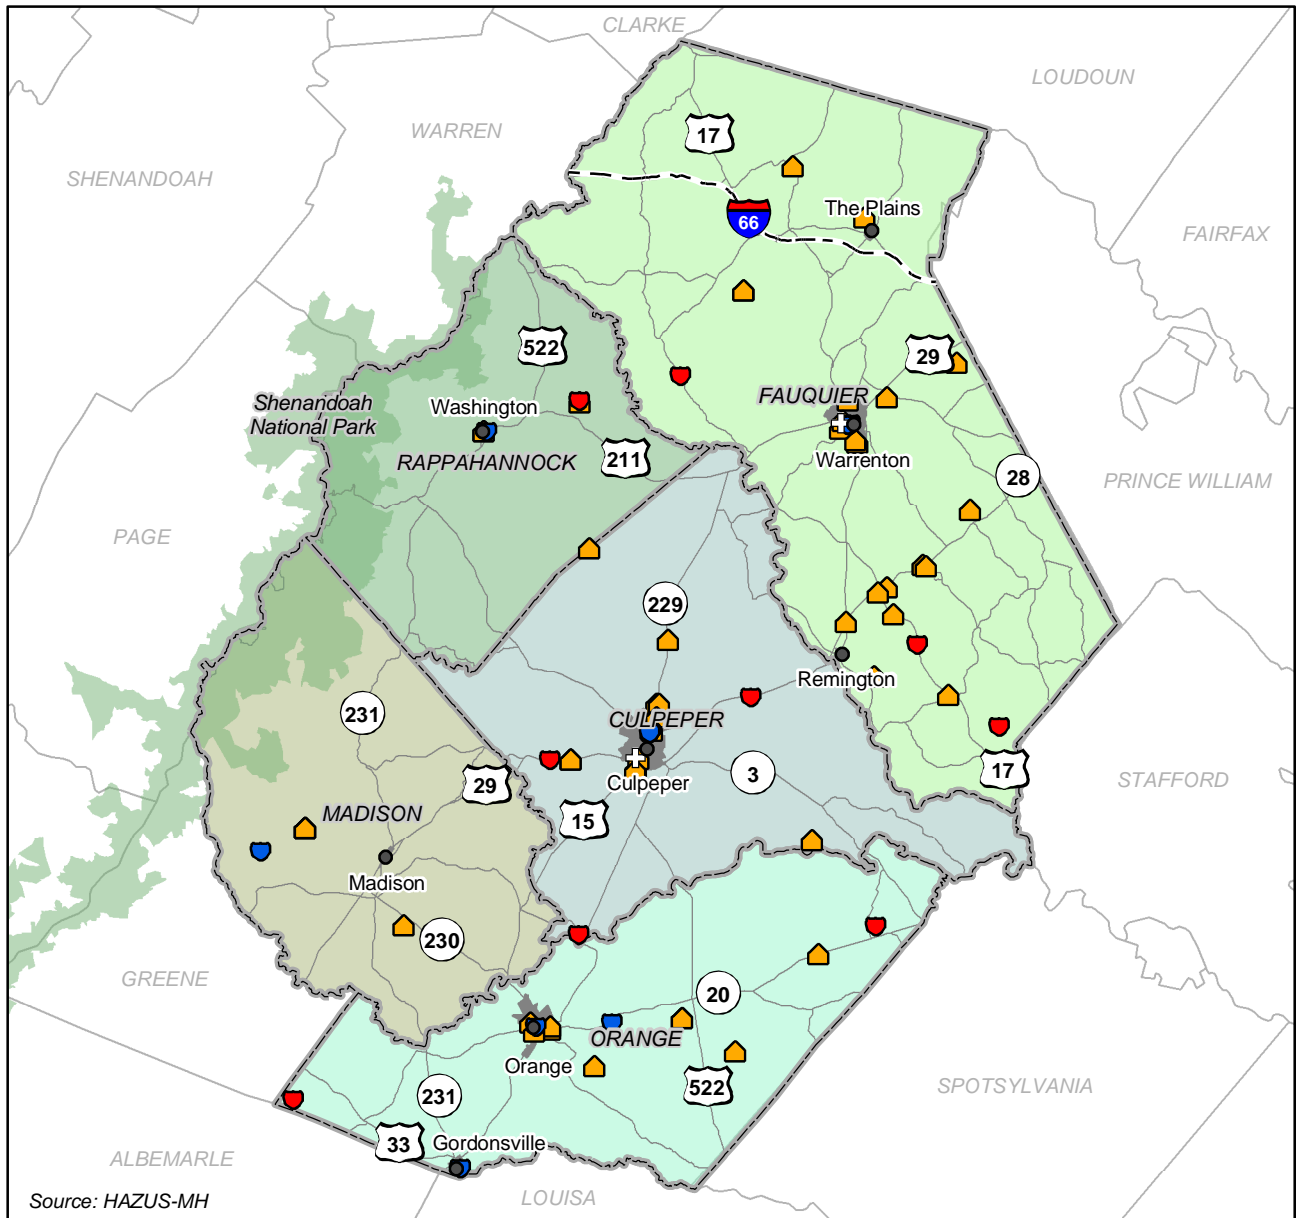 CLARKE
LOUDOUN
WARREN
17
SHENANDOAH
The Plains
66
FAIRFAX
522
29
Shenandoah
National Park
Washington
FAUQUIER
RAPPAHANNOCK
211
Warrenton
28
PRINCE WILLIAM
PAGE
229
Remington
231
CULPEPER
29
3
17
STAFFORD
Culpeper
MADISON
15
Madison
230
GREENE
20
ORANGE
Orange
522
SPOTSYLVANIA
231
33
Gordonsville
ALBEMARLE
LOUISA
Source: HAZUS-MH